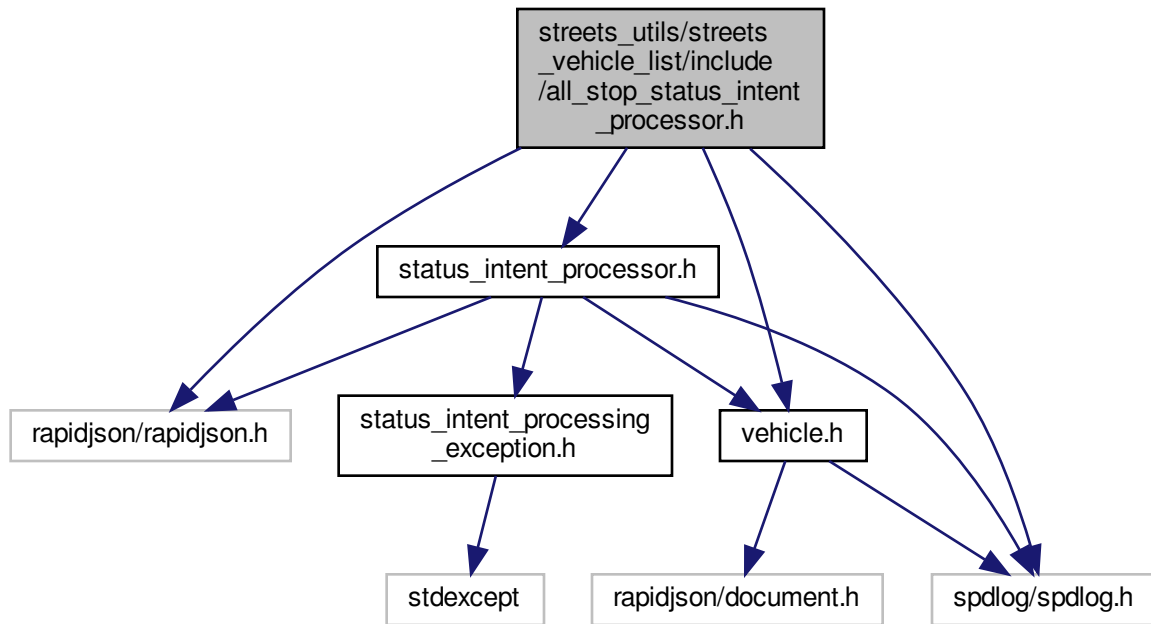 streets_utils/streets
_vehicle_list/include
/all_stop_status_intent
_processor.h
status_intent_processor.h
rapidjson/rapidjson.h
status_intent_processing
_exception.h
vehicle.h
stdexcept
rapidjson/document.h
spdlog/spdlog.h